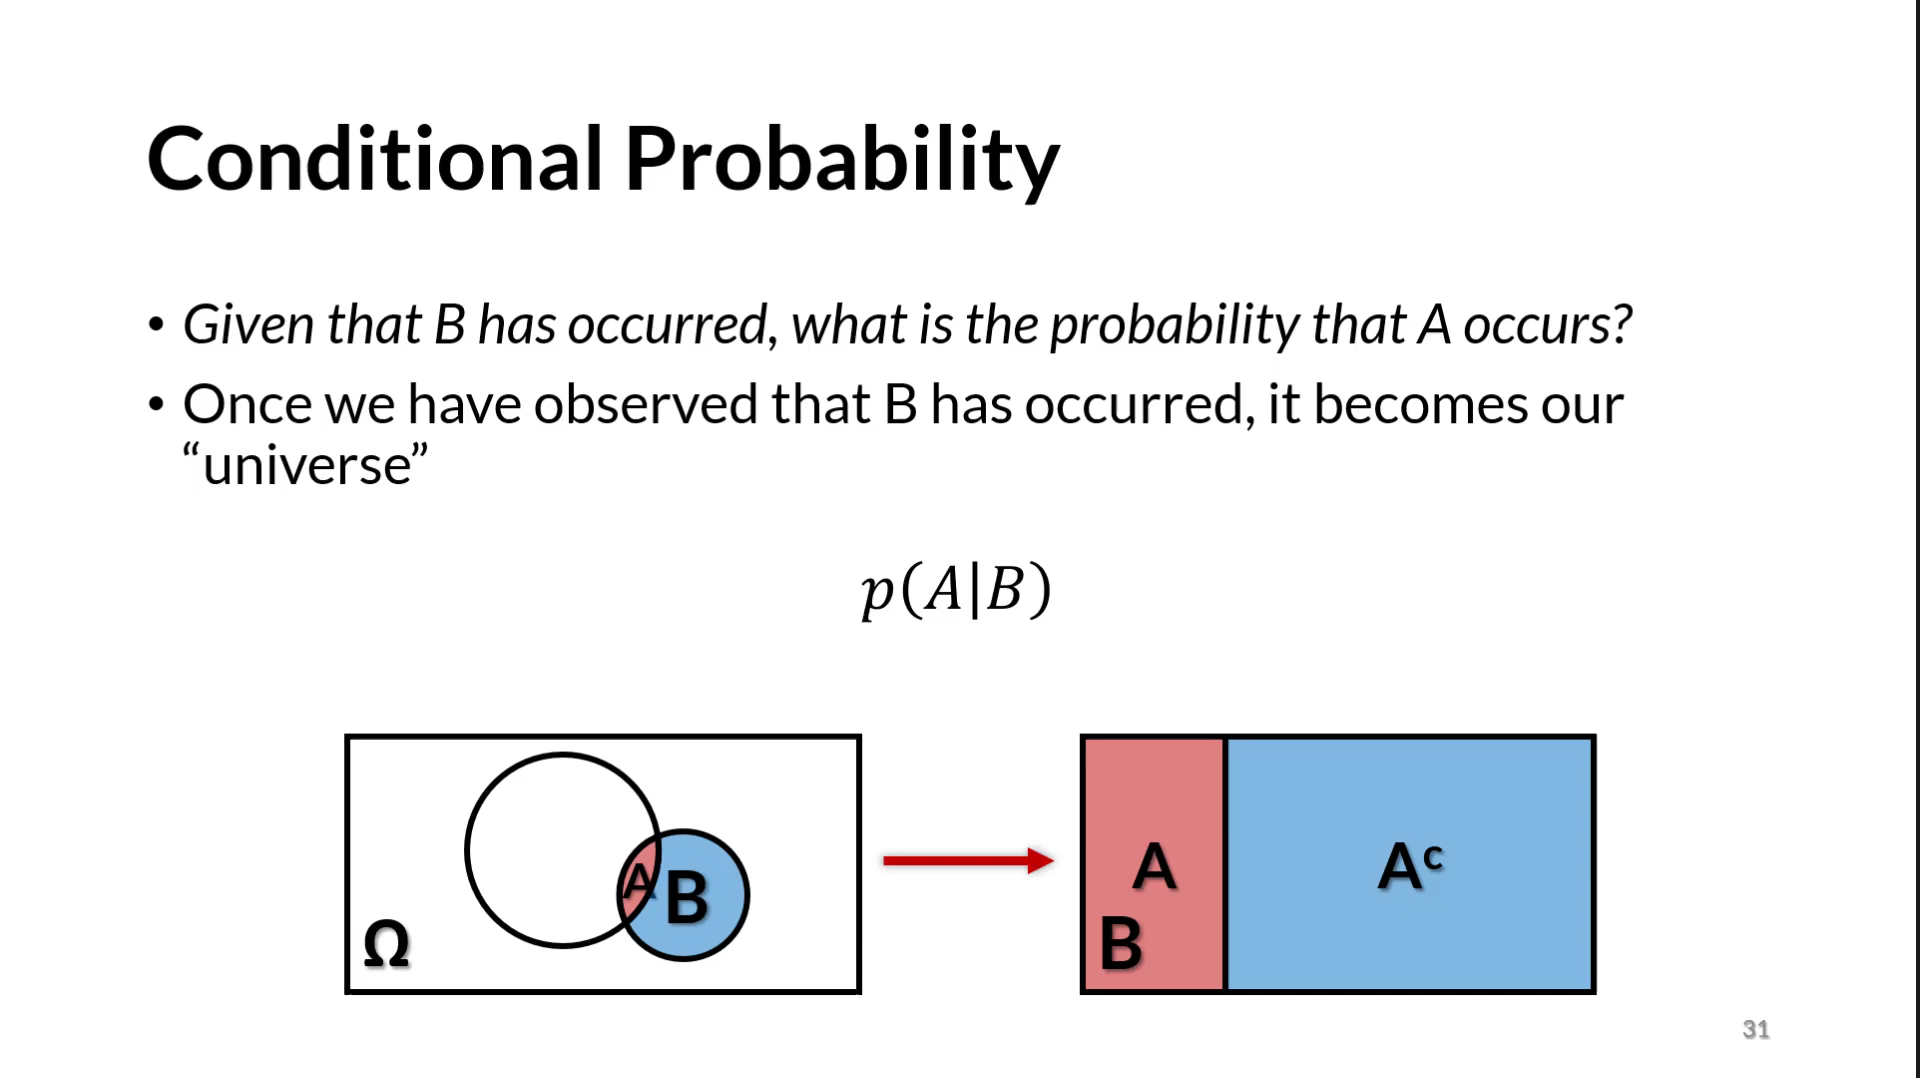 Conditional Probability
• Given that B has occurred, what is the probability that A occurs?
• Once we have observed that B has occurred, it becomes our
“universe”
p(A|B)
A B
Ω
A
Aᶜ
B
31